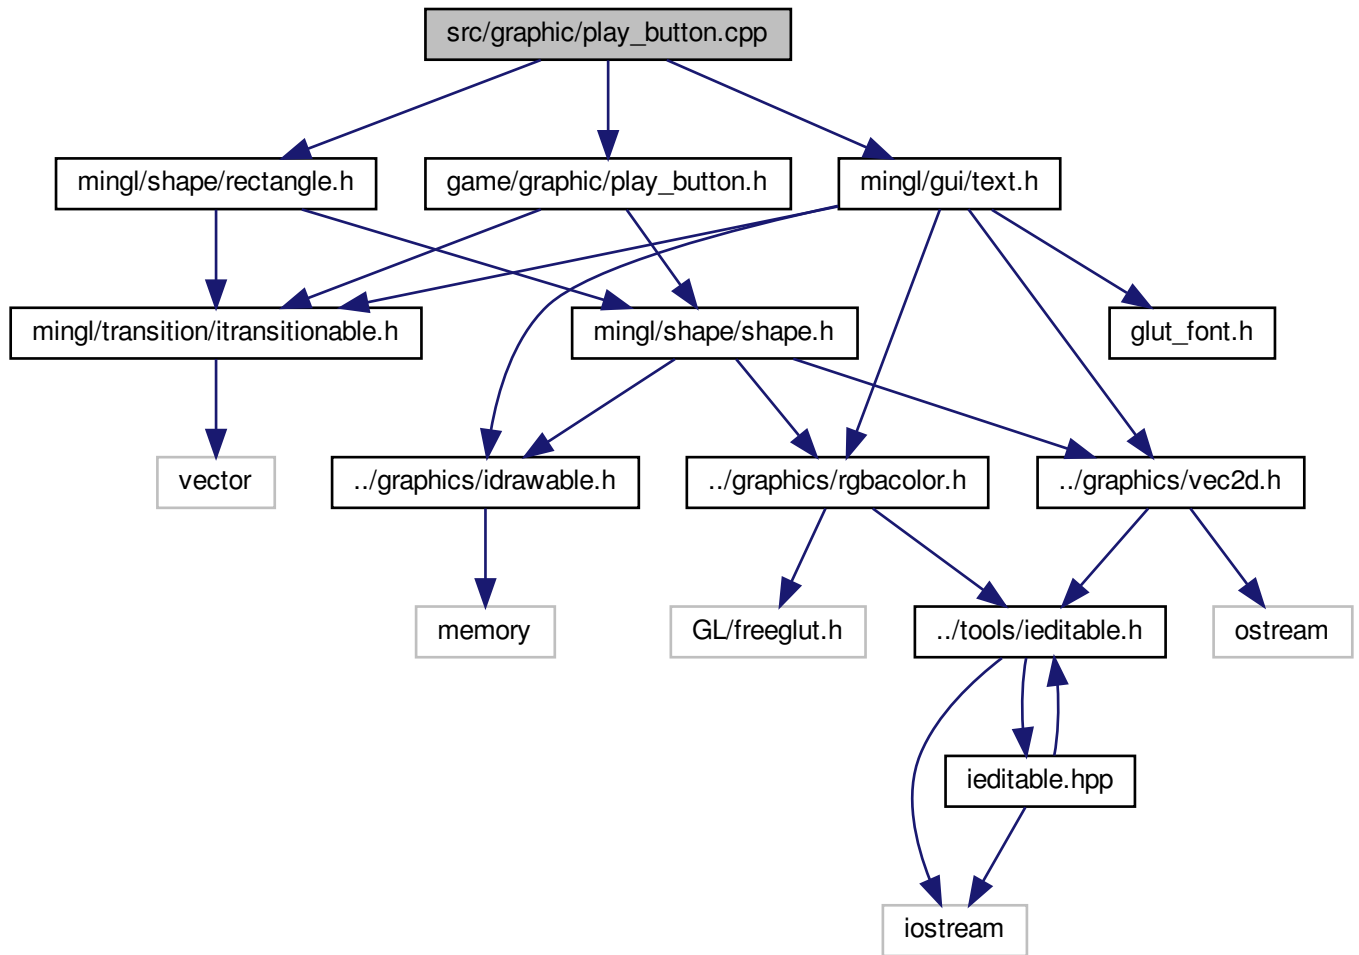 src/graphic/play_button.cpp
mingl/shape/rectangle.h
game/graphic/play_button.h
mingl/gui/text.h
mingl/transition/itransitionable.h
mingl/shape/shape.h
glut_font.h
vector
../graphics/idrawable.h
../graphics/rgbacolor.h
../graphics/vec2d.h
memory
GL/freeglut.h
../tools/ieditable.h
ostream
ieditable.hpp
iostream